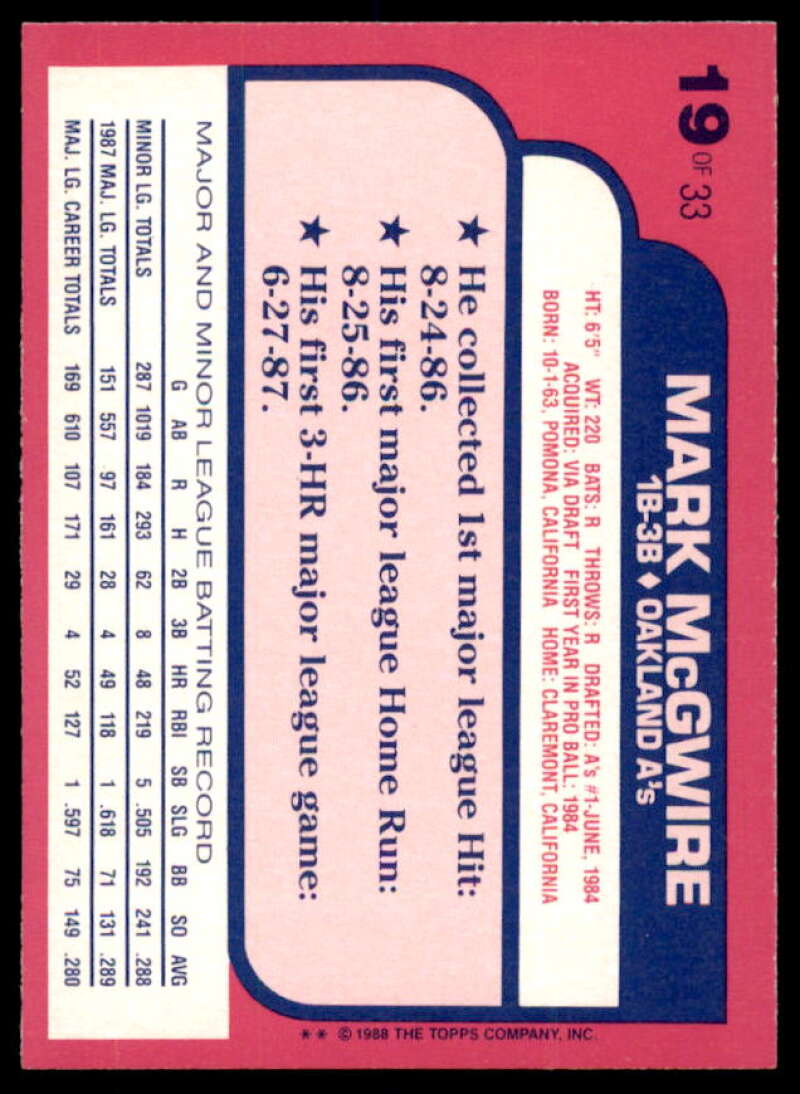 19 OF 33
MARK McGWIRE
1B-3B ♦ OAKLAND A's
HT: 6'5" WT: 220 BATS: R THROWS: R DRAFTED: A's #1-JUNE, 1984
ACQUIRED: VIA DRAFT FIRST YEAR IN PRO BALL: 1984
BORN: 10-1-63, POMONA, CALIFORNIA HOME: CLAREMONT, CALIFORNIA
★ He collected 1st major league Hit:
8-24-86.
★ His first major league Home Run:
8-25-86.
★ His first 3-HR major league game:
6-27-87.
MAJOR AND MINOR LEAGUE BATTING RECORD
G AB R H 2B 3B HR RBI SB SLG BB SO AVG
MINOR LG. TOTALS 287 1019 184 293 62 8 48 219 5 .505 192 241 .288
1987 MAJ. LG. TOTALS 151 557 97 161 28 4 49 118 1 .618 71 131 .289
MAJ. LG. CAREER TOTALS 169 610 107 171 29 4 52 127 1 .597 75 149 .280
** © 1988 THE TOPPS COMPANY, INC.